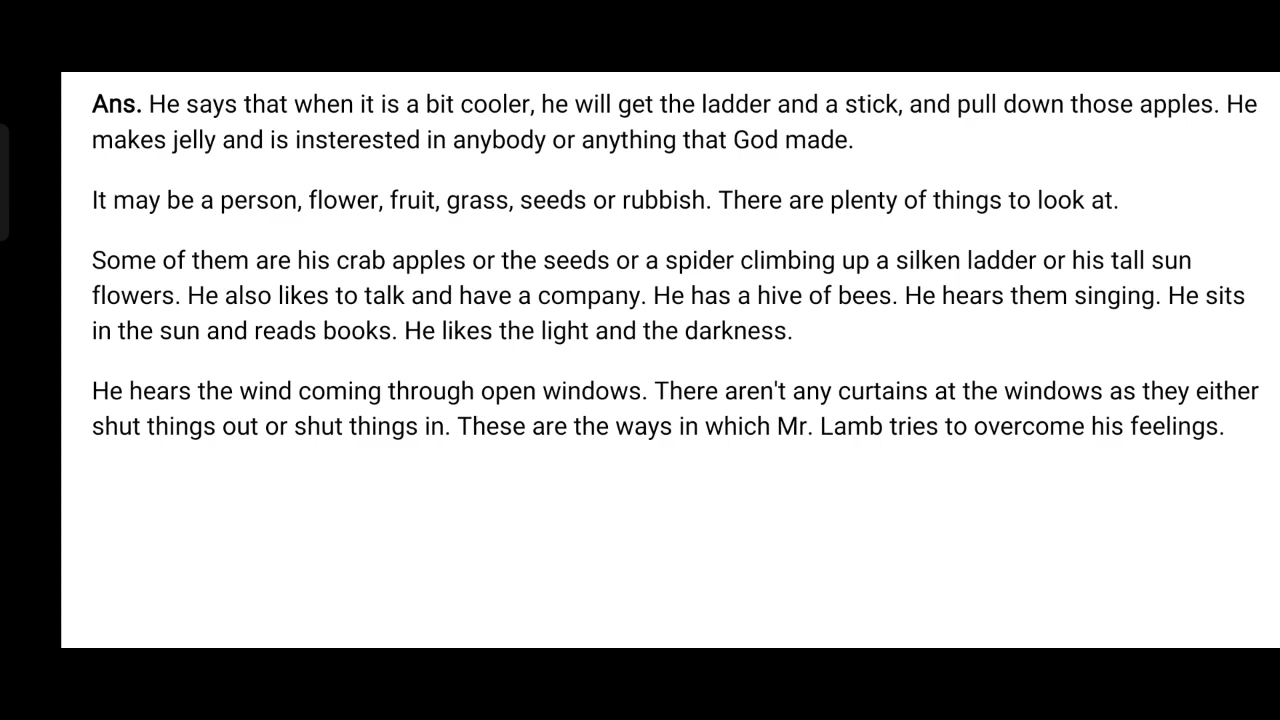 Ans. He says that when it is a bit cooler, he will get the ladder and a stick, and pull down those apples. He
makes jelly and is insterested in anybody or anything that God made.
It may be a person, flower, fruit, grass, seeds or rubbish. There are plenty of things to look at.
Some of them are his crab apples or the seeds or a spider climbing up a silken ladder or his tall sun
flowers. He also likes to talk and have a company. He has a hive of bees. He hears them singing. He sits
in the sun and reads books. He likes the light and the darkness.
He hears the wind coming through open windows. There aren't any curtains at the windows as they either
shut things out or shut things in. These are the ways in which Mr. Lamb tries to overcome his feelings.